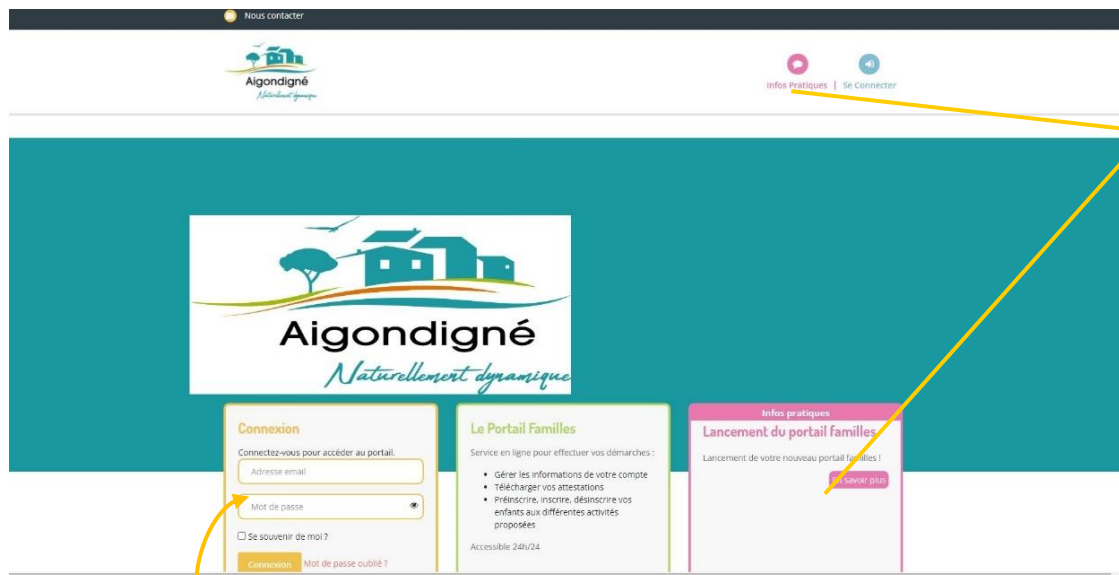 Nous contacter
Aigondigné
Naturellement dynamique
Infos Pratiques | Se Connecter
Aigondigné
Naturellement dynamique
Connexion
Connectez-vous pour accéder au portail.
Adresse email
Mot de passe
Se souvenir de moi ?
Connexion Mot de passe oublié ?
Le Portail Familles
Service en ligne pour effectuer vos démarches :
Gérer les informations de votre compte
Télécharger vos attestations
Préinscrire, inscrire, désinscrire vos
enfants aux différentes activités
proposées
Accessible 24h/24
Infos pratiques
Lancement du portail familles
Lancement de votre nouveau portail familles !
En savoir plus